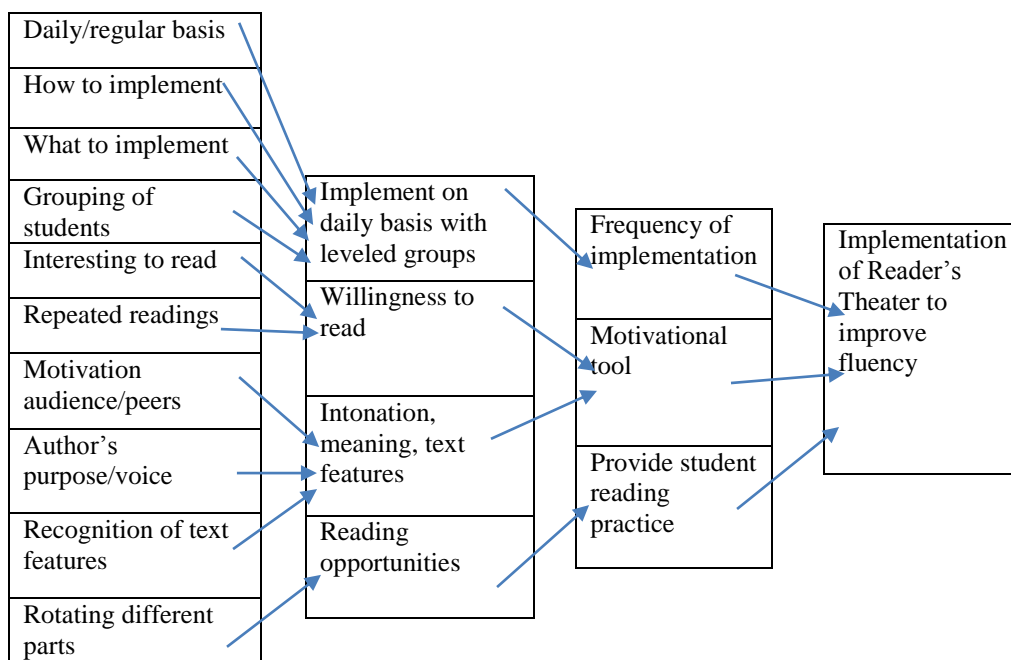 Daily/regular basis
How to implement
What to implement
Grouping of
students
Interesting to read
Repeated readings
Motivation
audience/peers
Author’s
purpose/voice
Recognition of text
features
Rotating different
parts
Implement on
daily basis with
leveled groups
Willingness to
read
Intonation,
meaning, text
features
Reading
opportunities
Frequency of
implementation
Motivational
tool
Provide student
reading
practice
Implementation
of Reader’s
Theater to
improve
fluency